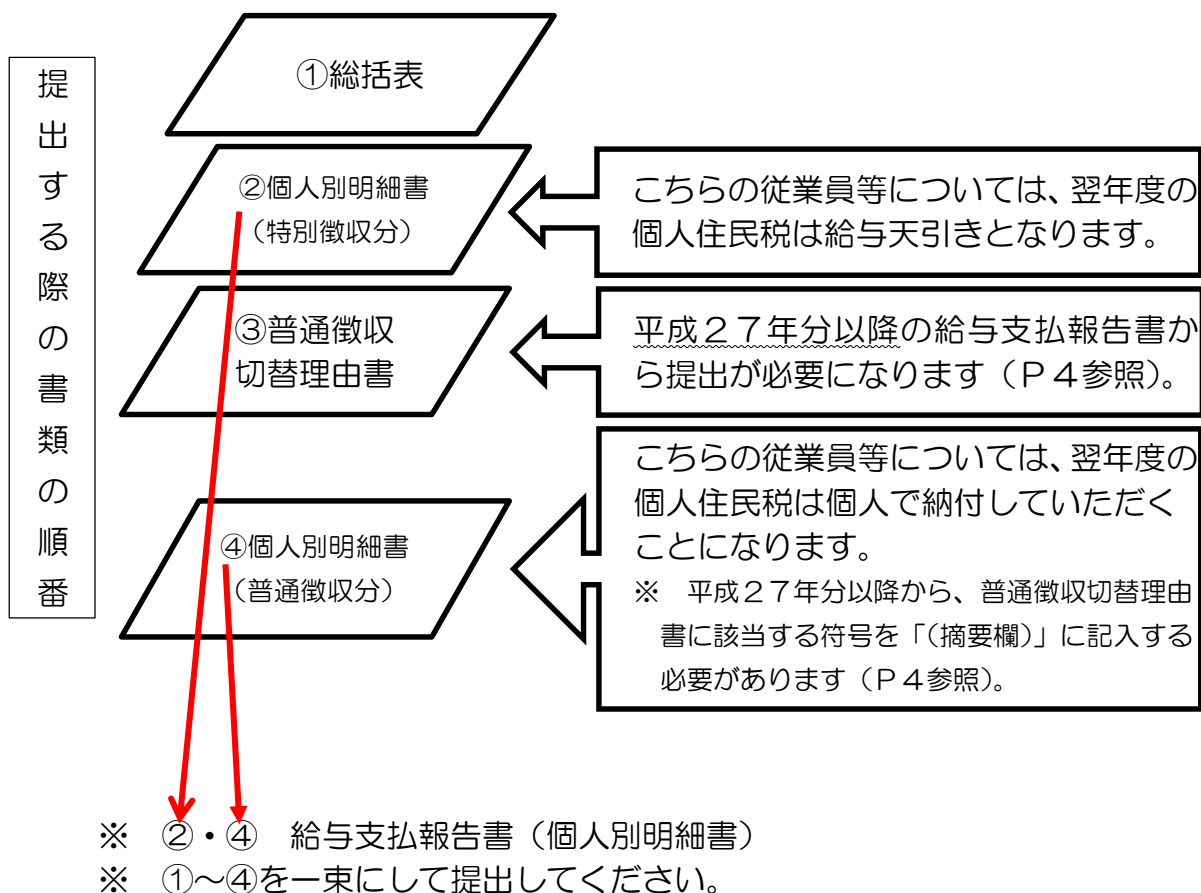 提出する際の書類の順番
①総括表
②個人別明細書
（特別徴収分）
こちらの従業員等については、翌年度の
個人住民税は給与天引きとなります。
③普通徴収
切替理由書
平成２７年分以降の給与支払報告書か
ら提出が必要になります（Ｐ４参照）。
④個人別明細書
（普通徴収分）
こちらの従業員等については、翌年度の
個人住民税は個人で納付していただく
ことになります。
※　平成２７年分以降から、普通徴収切替理由
書に該当する符号を「（摘要欄）」に記入する
必要があります（Ｐ４参照）。
※　②・④　給与支払報告書（個人別明細書）
※　①～④を一束にして提出してください。